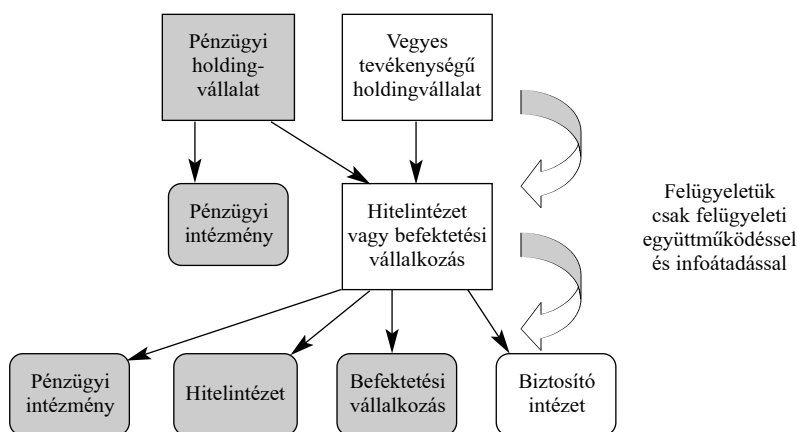 Pénzügyi
holding-
vállalat
Vegyes
tevékenységű
holdingvállalat
Pénzügyi
intézmény
Hitelintézet
vagy befektetési
vállalkozás
Felügyeletük
csak felügyeleti
együttműködéssel
és infoátadással
Pénzügyi
intézmény
Hitelintézet
Befektetési
vállalkozás
Biztosító
intézet